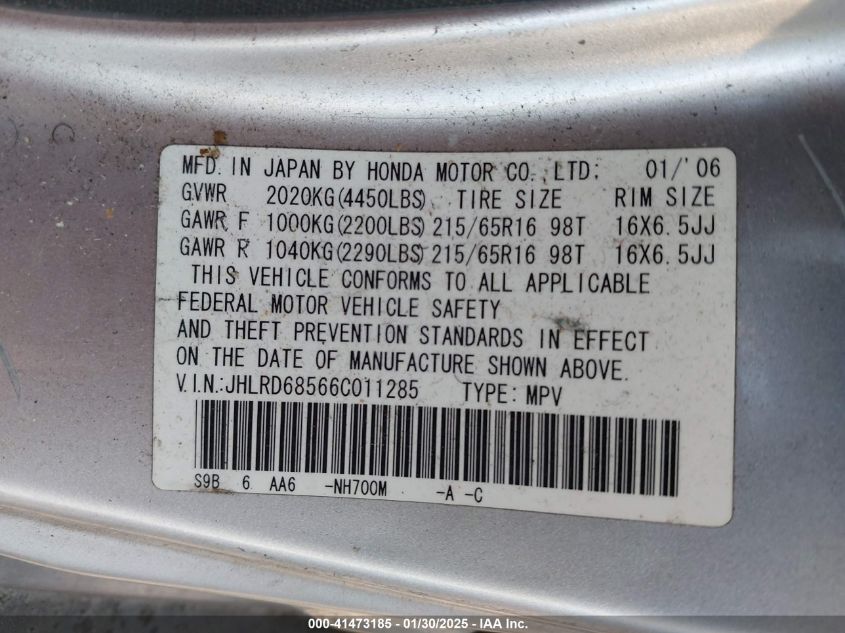 MFD. IN JAPAN BY HONDA MOTOR CO., LTD: 01/'06
GVWR 2020KG(4450LBS) TIRE SIZE RIM SIZE
GAWR F 1000KG(2200LBS) 215/65R16 98T 16X6.5JJ
GAWR R 1040KG(2290LBS) 215/65R16 98T 16X6.5JJ
THIS VEHICLE CONFORMS TO ALL APPLICABLE
FEDERAL MOTOR VEHICLE SAFETY
AND THEFT PREVENTION STANDARDS IN EFFECT
ON THE DATE OF MANUFACTURE SHOWN ABOVE.
V.I.N.:JHLRD68566C011285 TYPE: MPV
S9B 6 AA6 -NH700M -A -C
000-41473185 - 01/30/2025 - IAA Inc.